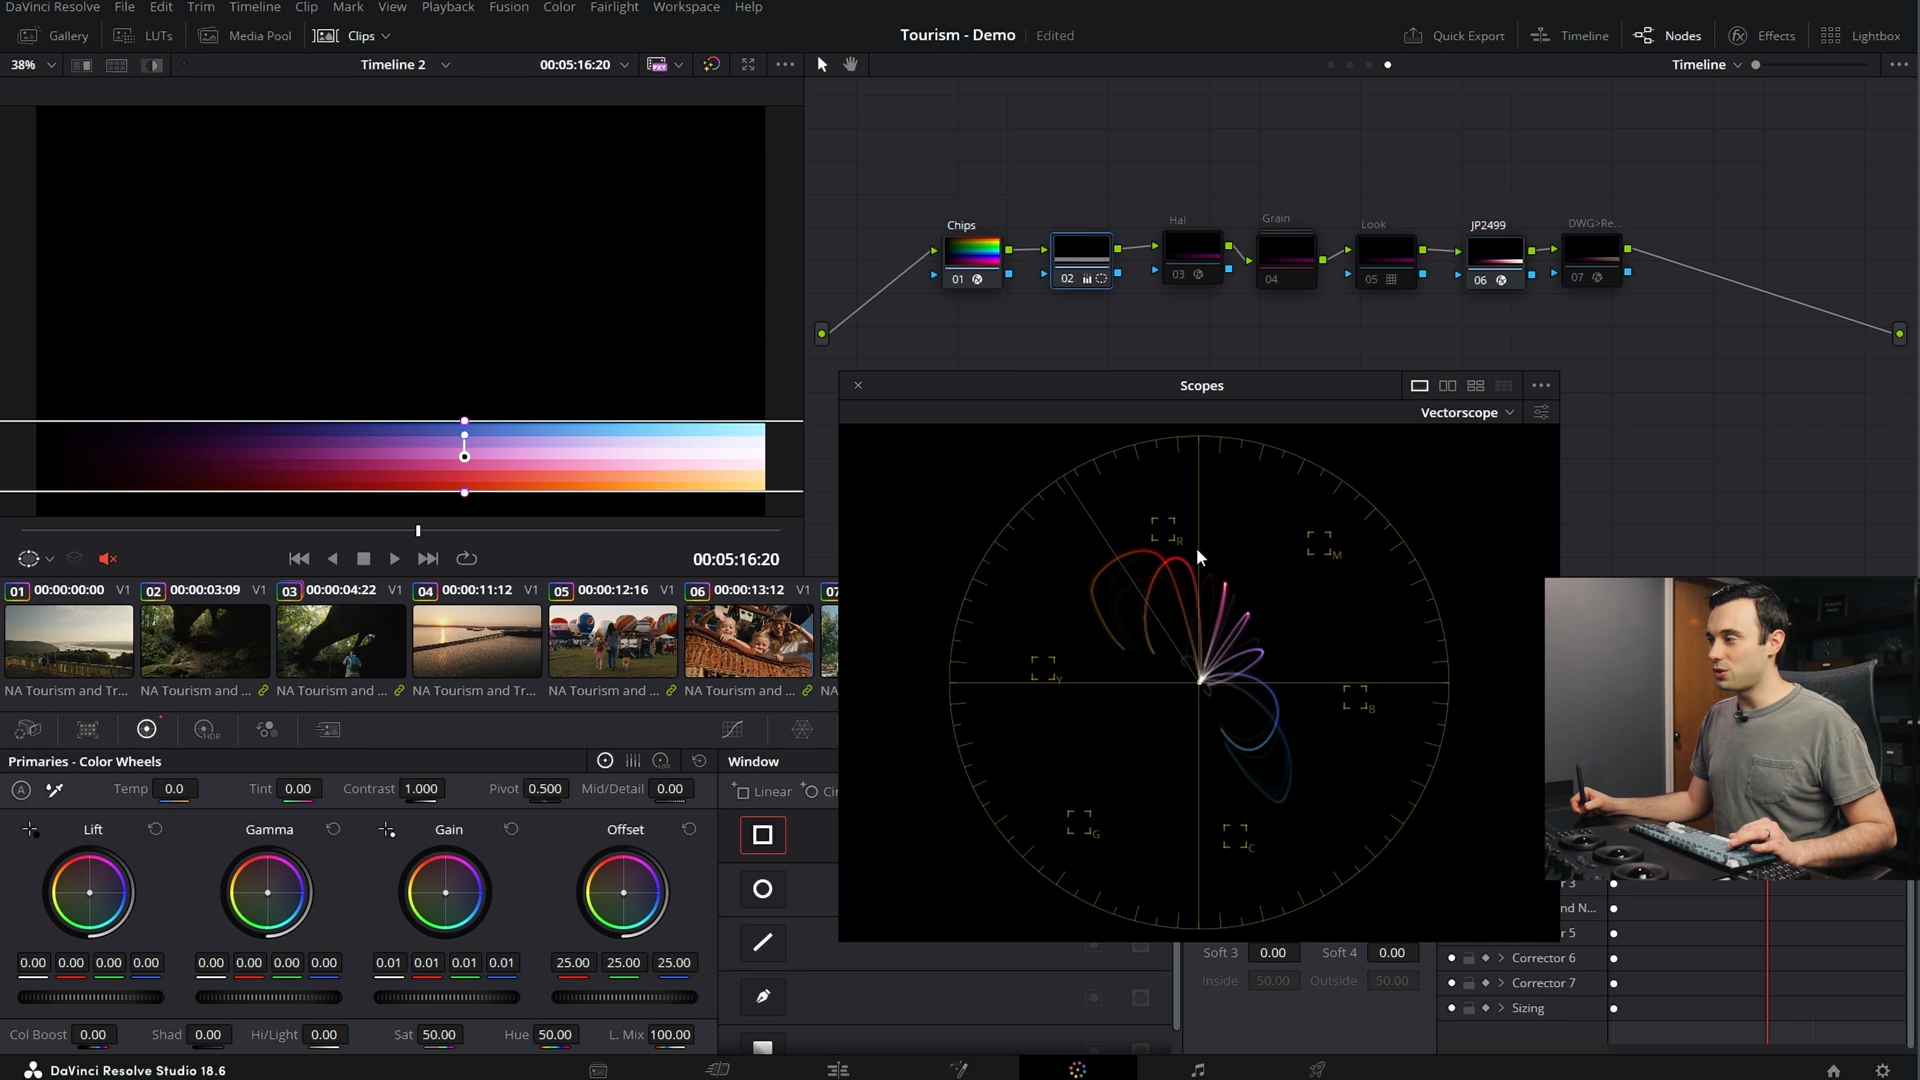 DaVinci Resolve File Edit Trim Timeline Clip Mark View Playback Fusion Color Fairlight Workspace Help
Gallery LUTs Media Pool Clips Tourism - Demo Edited Quick Export Timeline Nodes Effects Lightbox
38% Timeline 2 00:05:16:20 PXY Timeline
Chips Hal Grain Look JP2499 DWG>Re...
01 02 03 04 05 06 07
Scopes
Vectorscope
R M Y B G C
00:05:16:20
01 00:00:00:00 V1 02 00:00:03:09 V1 03 00:00:04:22 V1 04 00:00:11:12 V1 05 00:00:12:16 V1 06 00:00:13:12 V1 07
NA Tourism and Tr... NA Tourism and ... NA Tourism and ... NA Tourism and Tr... NA Tourism and ... NA Tourism and ... NA
HDR
Primaries - Color Wheels LOG Window
A Temp 0.0 Tint 0.00 Contrast 1.000 Pivot 0.500 Mid/Detail 0.00 Linear Cir
Lift Gamma Gain Offset
0.00 0.00 0.00 0.00 0.00 0.00 0.00 0.00 0.01 0.01 0.01 0.01 25.00 25.00 25.00
Col Boost 0.00 Shad 0.00 Hi/Light 0.00 Sat 50.00 Hue 50.00 L. Mix 100.00
Soft 3 0.00 Soft 4 0.00
Inside 50.00 Outside 50.00
r 3
nd N...
r 5
Corrector 6
Corrector 7
Sizing
DaVinci Resolve Studio 18.6